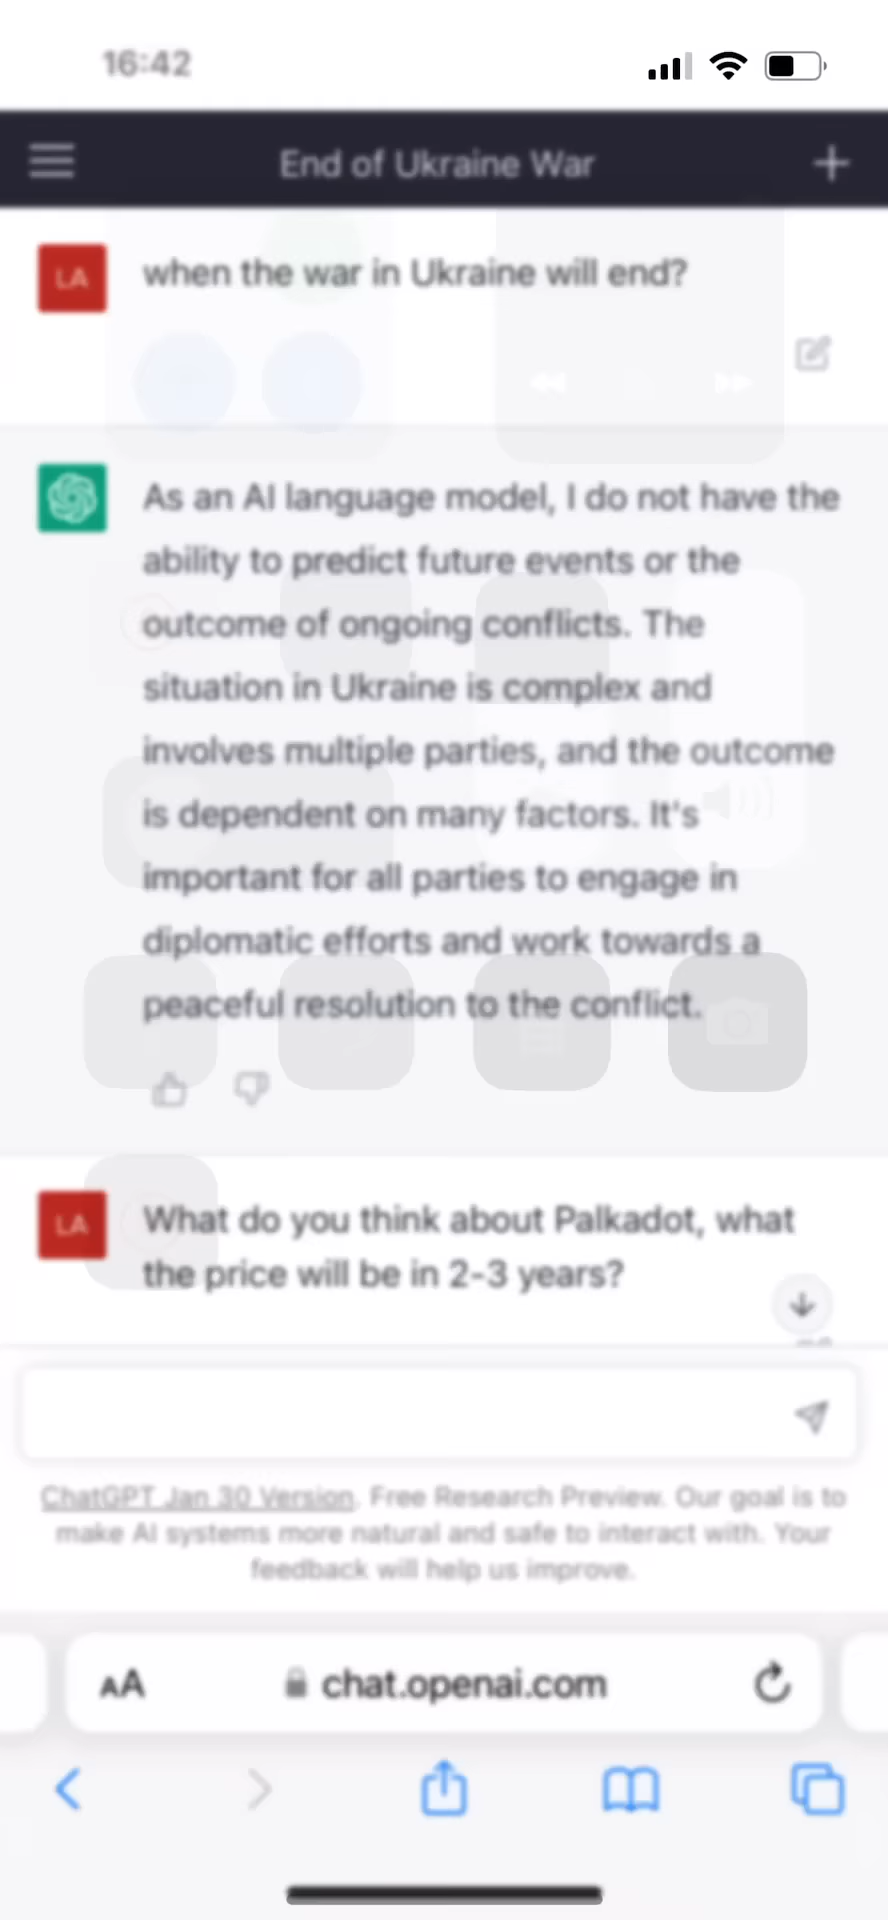 16:42
End of Ukraine War
LA
when the war in Ukraine will end?
As an AI language model, I do not have the
ability to predict future events or the
outcome of ongoing conflicts. The
situation in Ukraine is complex and
involves multiple parties, and the outcome
is dependent on many factors. It's
important for all parties to engage in
diplomatic efforts and work towards a
peaceful resolution to the conflict.
LA
What do you think about Palkadot, what
the price will be in 2-3 years?
ChatGPT Jan 30 Version. Free Research Preview. Our goal is to
make AI systems more natural and safe to interact with. Your
feedback will help us improve.
AA
chat.openai.com